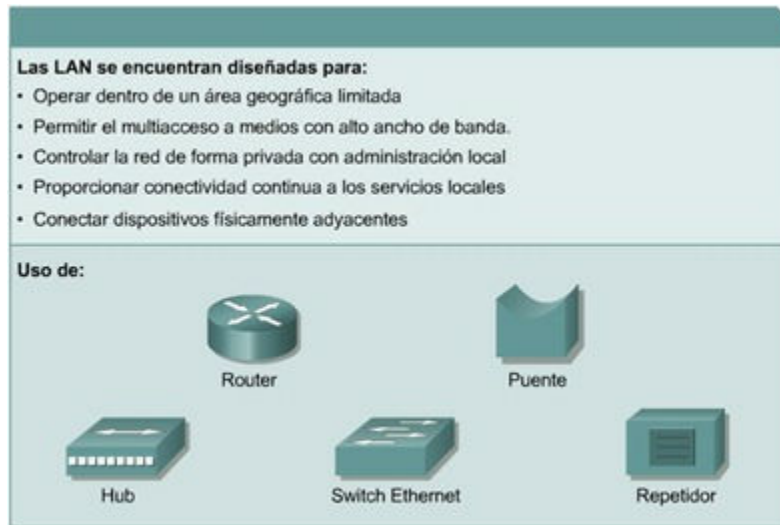 Las LAN se encuentran diseñadas para:
• Operar dentro de un área geográfica limitada
• Permitir el multiacceso a medios con alto ancho de banda.
• Controlar la red de forma privada con administración local
• Proporcionar conectividad continua a los servicios locales
• Conectar dispositivos físicamente adyacentes
Uso de:
Router
Puente
Hub
Switch Ethernet
Repetidor